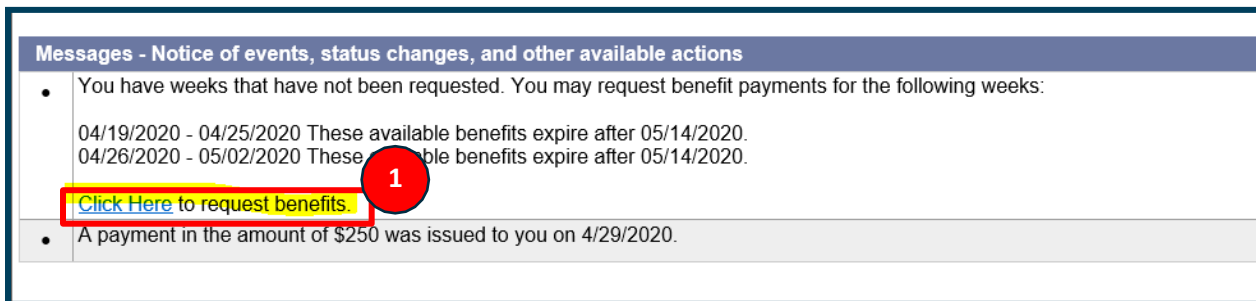 Messages - Notice of events, status changes, and other available actions
• You have weeks that have not been requested. You may request benefit payments for the following weeks:
04/19/2020 - 04/25/2020 These available benefits expire after 05/14/2020.
04/26/2020 - 05/02/2020 These available benefits expire after 05/14/2020.
1
Click Here to request benefits.
• A payment in the amount of $250 was issued to you on 4/29/2020.